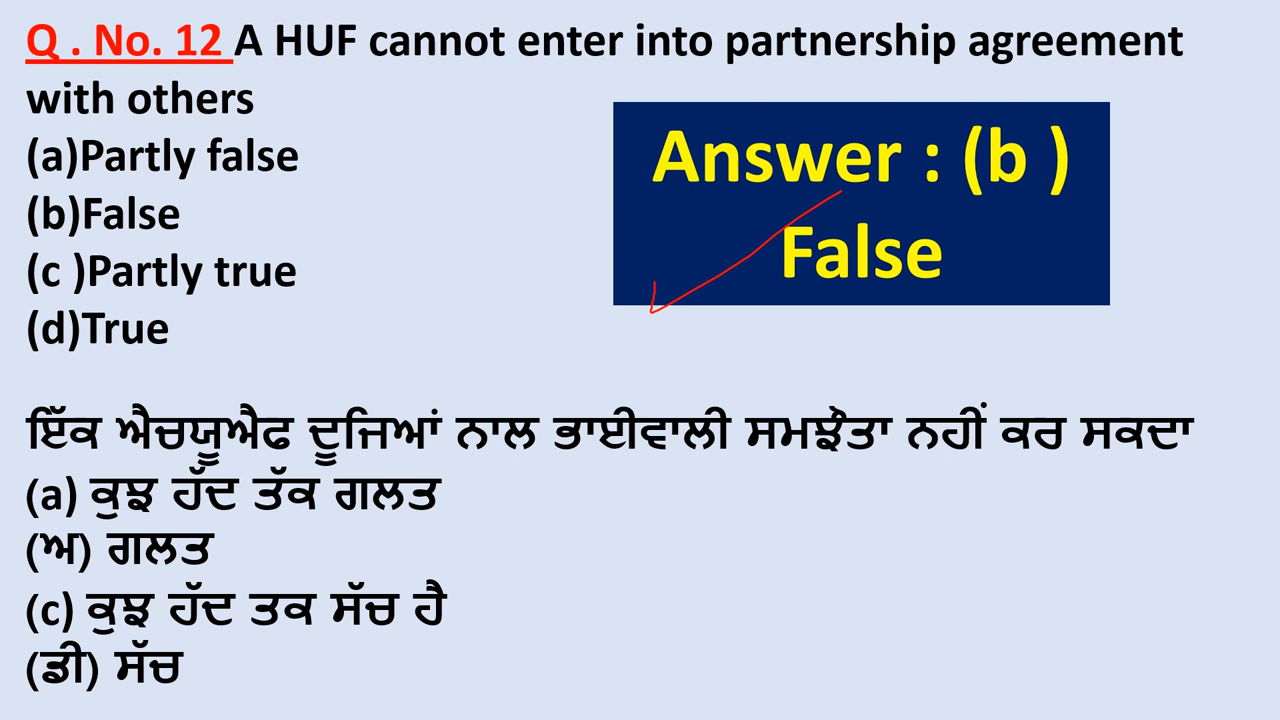 Q . No. 12 A HUF cannot enter into partnership agreement
with others
(a)Partly false
(b)False
(c )Partly true
(d)True
Answer : (b )
False
ਇੱਕ ਐਚਯੂਐਫ ਦੂਜਿਆਂ ਨਾਲ ਭਾਈਵਾਲੀ ਸਮਝੌਤਾ ਨਹੀਂ ਕਰ ਸਕਦਾ
(a) ਕੁਝ ਹੱਦ ਤੱਕ ਗਲਤ
(ਅ) ਗਲਤ
(c) ਕੁਝ ਹੱਦ ਤਕ ਸੱਚ ਹੈ
(ਡੀ) ਸੱਚ